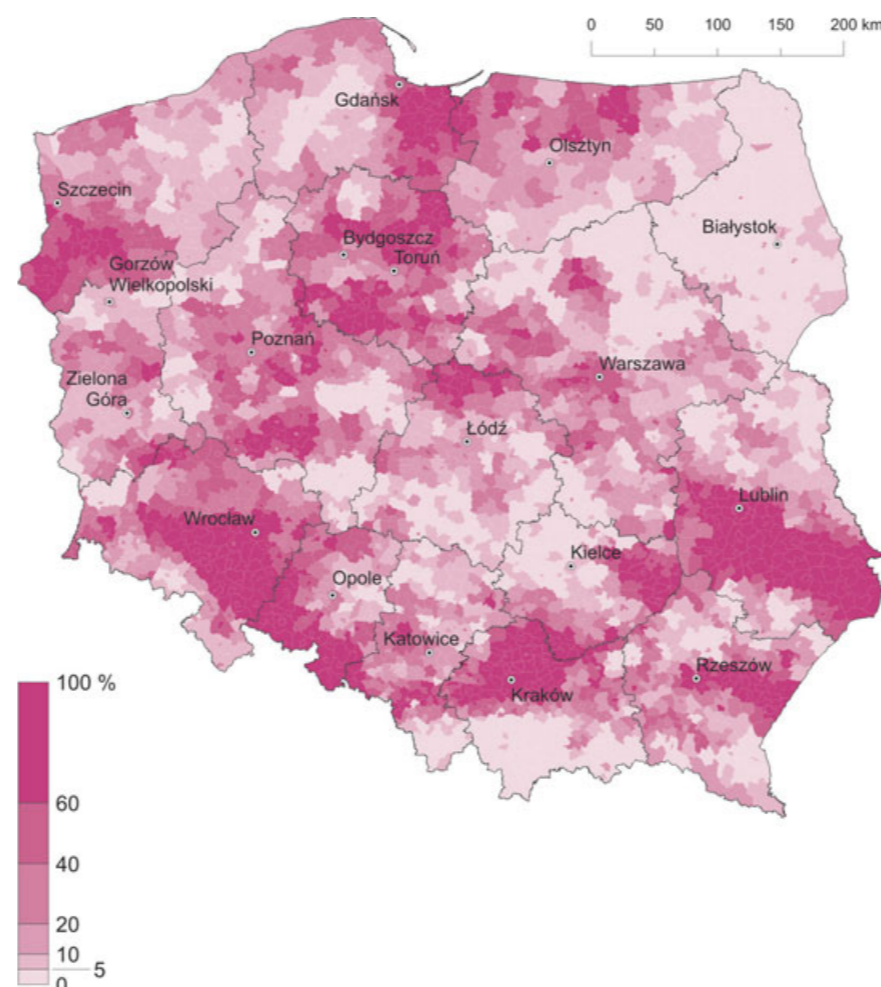 0 50 100 150 200 km
Gdańsk
Olsztyn
Szczecin
Białystok
Bydgoszcz
Toruń
Gorzów
Wielkopolski
Poznań
Warszawa
Zielona
Góra
Łódź
Lublin
Wrocław
Kielce
Opole
Katowice
Rzeszów
Kraków
100 %
60
40
20
10
5
0